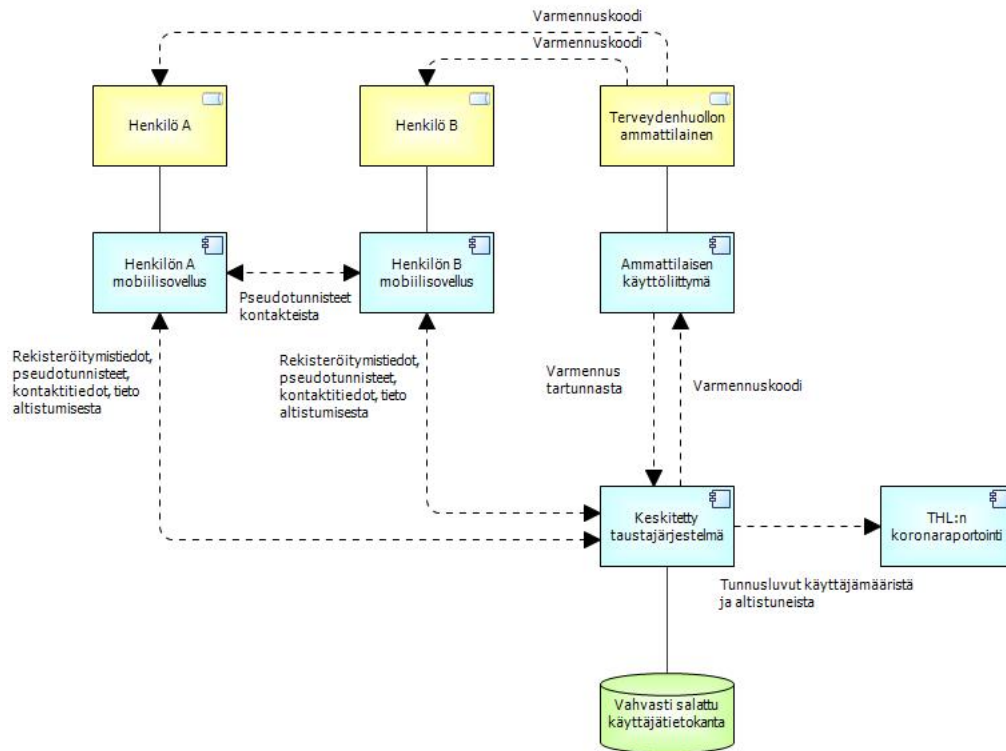 Varmennuskoodi
Varmennuskoodi
Henkilö A
Henkilö B
Terveydenhuollon
ammattilainen
Henkilön A
mobiilisovellus
Henkilön B
mobiilisovellus
Ammattilaisen
käyttöliittymä
Pseudotunnisteet
kontakteista
Rekisteröitymistiedot,
pseudotunnisteet,
kontaktitiedot, tieto
altistumisesta
Rekisteröitymistiedot,
pseudotunnisteet,
kontaktitiedot, tieto
altistumisesta
Varmennus
tartunnasta
Varmennuskoodi
Keskitetty
taustajärjestelmä
THL:n
koronaraportointi
Tunnusluvut käyttäjämääristä
ja altistuneista
Vahvasti salattu
käyttäjätietokanta